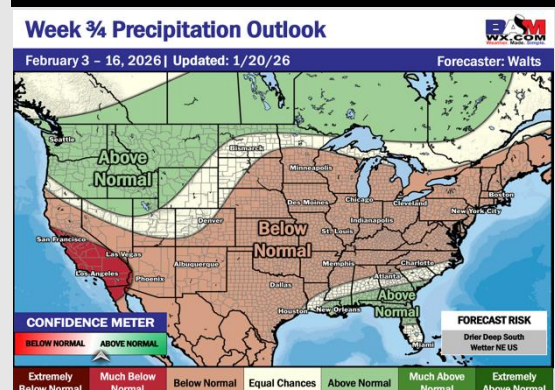 Week ¾ Precipitation Outlook
BAM
WX.COM
Weather. Made. Simple.
February 3 – 16, 2026 | Updated: 1/20/26
Forecaster: Walts
Seattle
Above
Normal
Bismarck
Minneapolis
Boston
Des Moines
Chicago
Cleveland
New York City
Denver
Indianapolis
San Francisco
Below
Normal
St. Louis
Las Vegas
Los Angeles
Albuquerque
Phoenix
Memphis
Charlotte
Atlanta
Dallas
Above
Normal
Houston
New Orleans
Miami
CONFIDENCE METER
BELOW NORMAL
ABOVE NORMAL
FORECAST RISK
Drier Deep South
Wetter NE US
Extremely
Below Normal
Much Below
Normal
Below Normal
Equal Chances
Above Normal
Much Above
Normal
Extremely
Above Normal